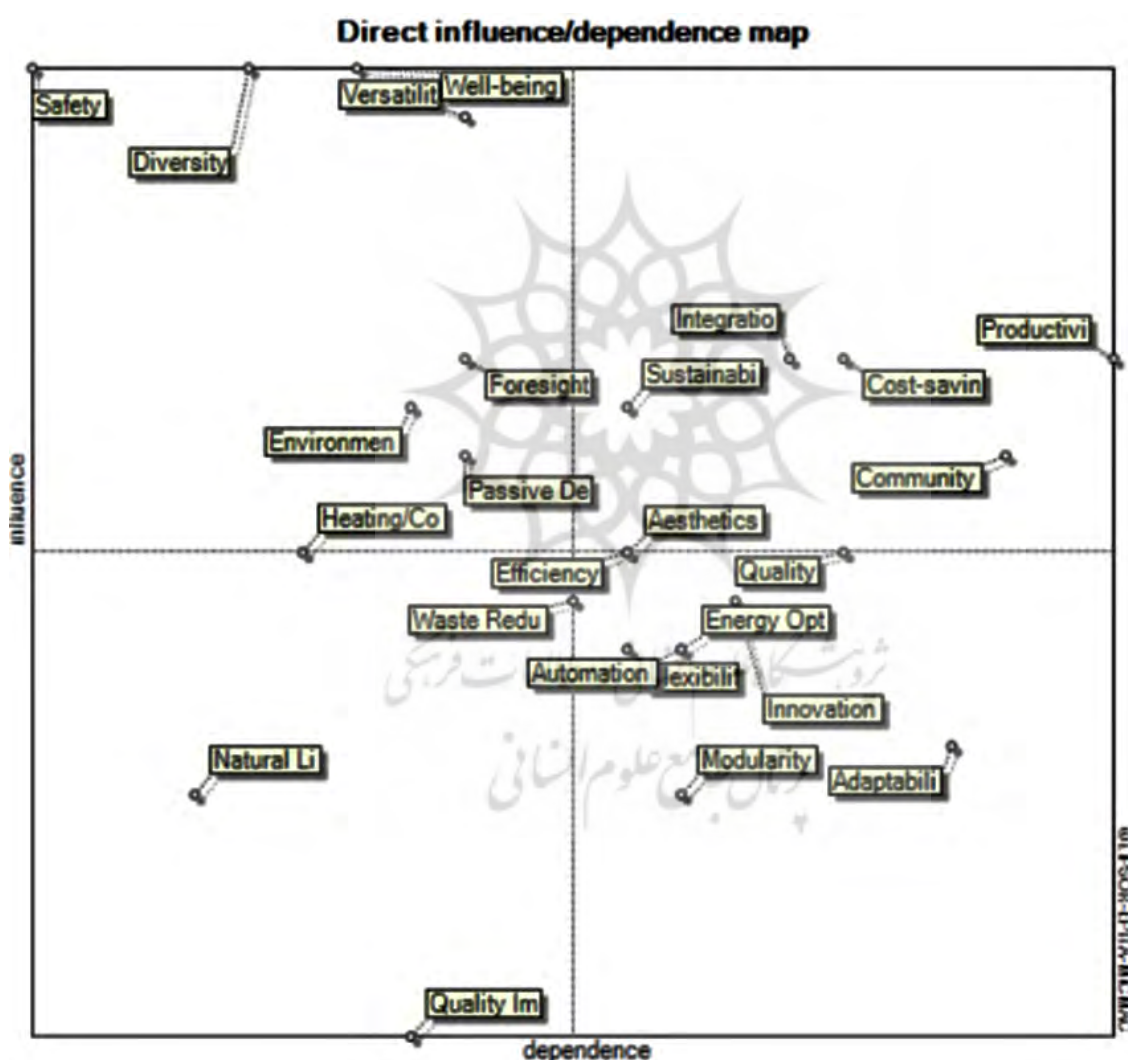 Direct influence/dependence map
Safety
Versatilit
Well-being
Diversity
Integratio
Productivi
Foresight
Sustainabi
Cost-savin
Environmen
Community
Passive De
Heating/Co
Aesthetics
influence
Efficiency
Quality
Waste Redu
Energy Opt
Automation
lexibilit
Innovation
Natural Li
Modularity
Adaptabili
علوم انسانی
Quality Im
dependence